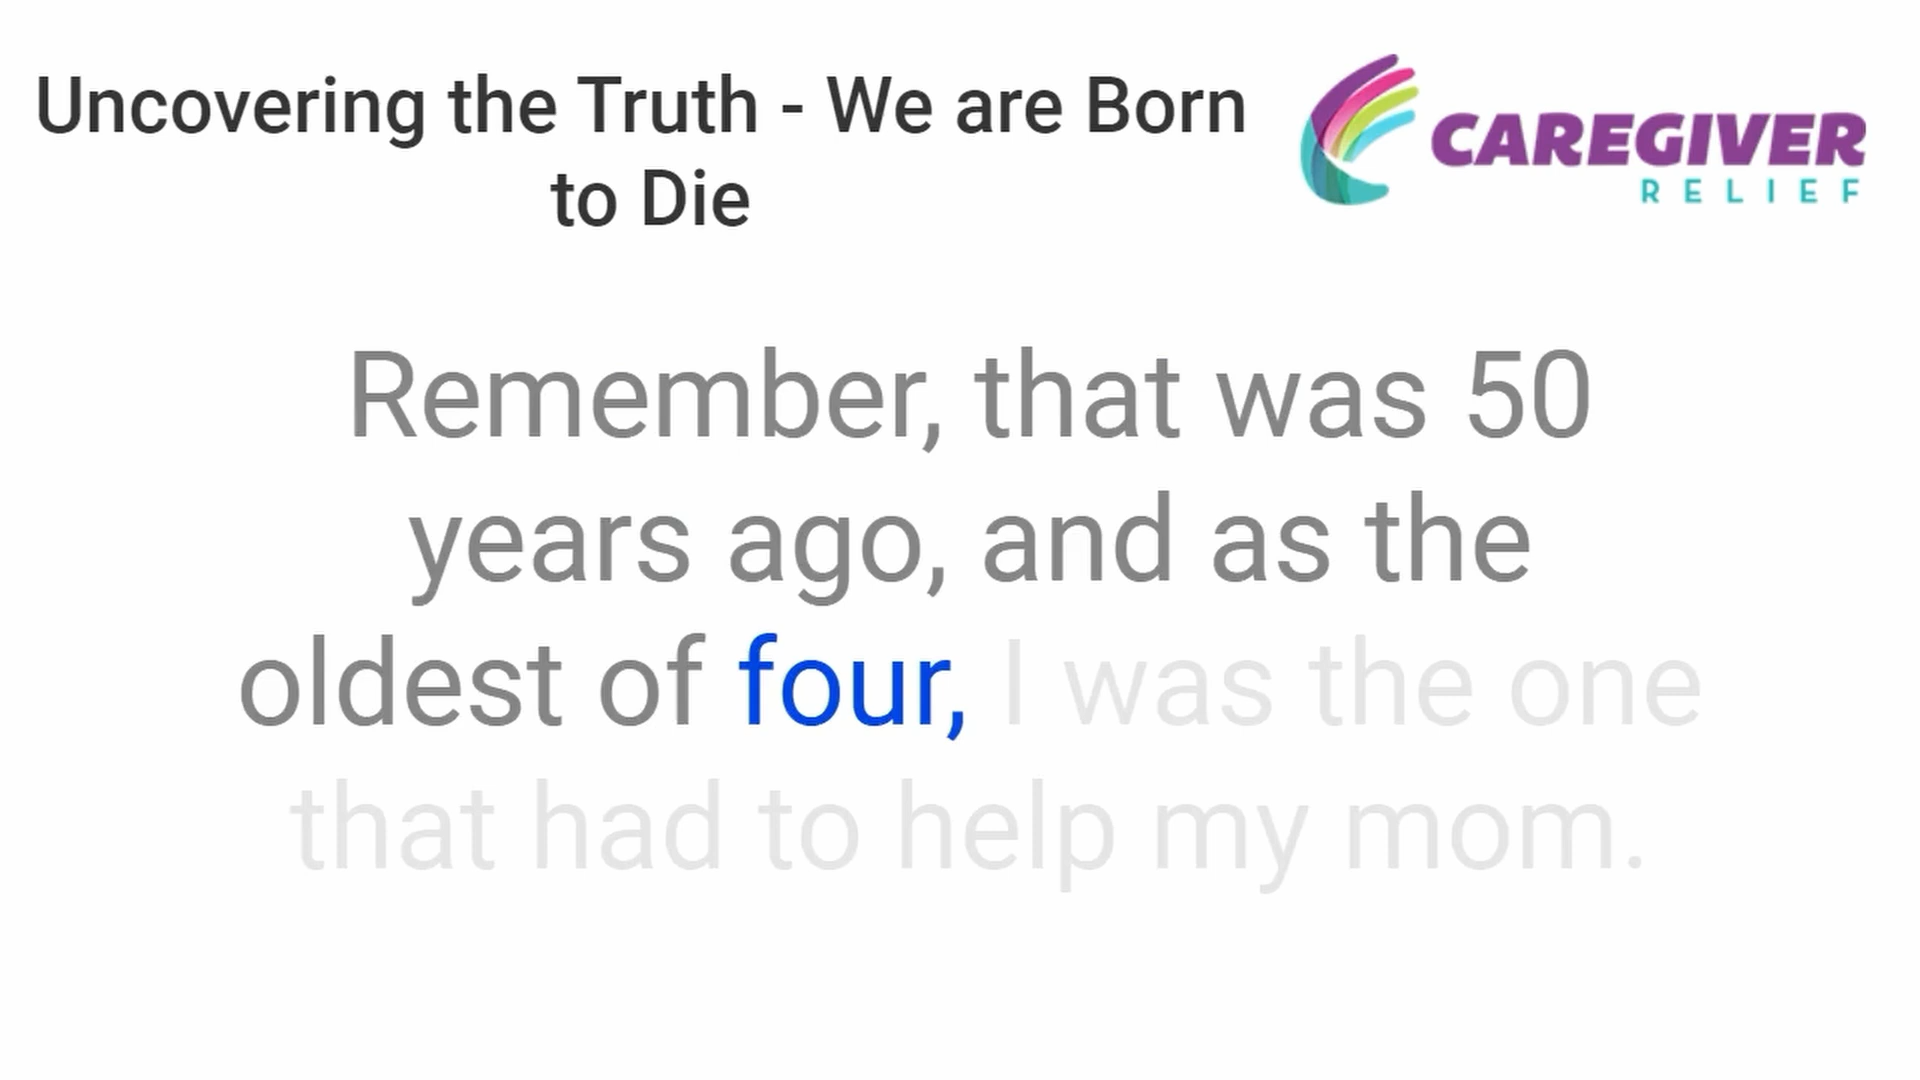 Uncovering the Truth - We are Born
to Die
CAREGIVER
RELIEF
Remember, that was 50
years ago, and as the
oldest of four, I was the one
that had to help my mom.